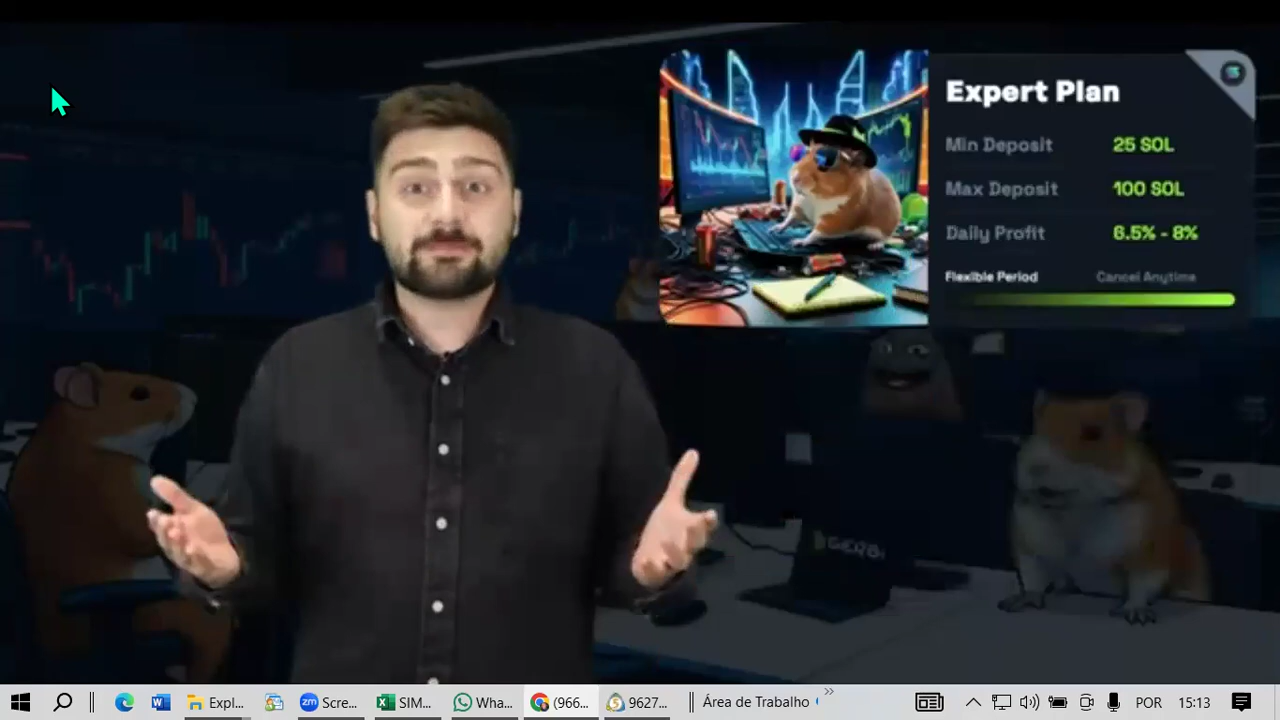 Expert Plan
Min Deposit 25 SOL
Max Deposit 100 SOL
Daily Profit 6.5% - 8%
Flexible Period Cancel Anytime
Expl... Scre... SIM... Wha... (966... 9627... Área de Trabalho POR 15:13